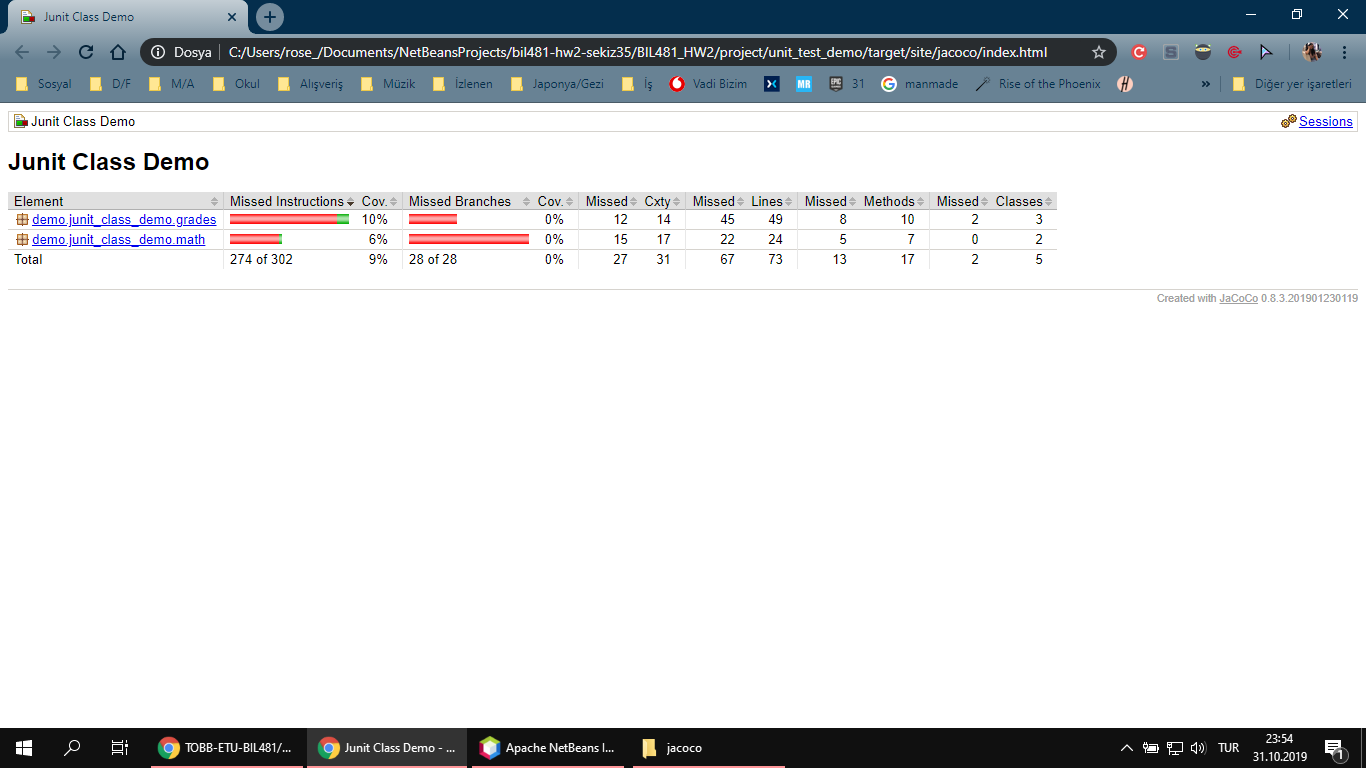 Junit Class Demo
Dosya C:/Users/rose_/Documents/NetBeansProjects/bil481-hw2-sekiz35/BIL481_HW2/project/unit_test_demo/target/site/jacoco/index.html
Sosyal D/F M/A Okul Alışveriş Müzik İzlenen Japonya/Gezi İş Vadi Bizim MR EPIC 31 manmade Rise of the Phoenix H » Diğer yer işaretleri
Junit Class Demo Sessions
Junit Class Demo
Element Missed Instructions Cov. Missed Branches Cov. Missed Cxty Missed Lines Missed Methods Missed Classes
demo.junit_class_demo.grades 10% 0% 12 14 45 49 8 10 2 3
demo.junit_class_demo.math 6% 0% 15 17 22 24 5 7 0 2
Total 274 of 302 9% 28 of 28 0% 27 31 67 73 13 17 2 5
Created with JaCoCo 0.8.3.201901230119
TOBB-ETU-BIL481/... Junit Class Demo - ... Apache NetBeans I... jacoco TUR 23:54
31.10.2019 1